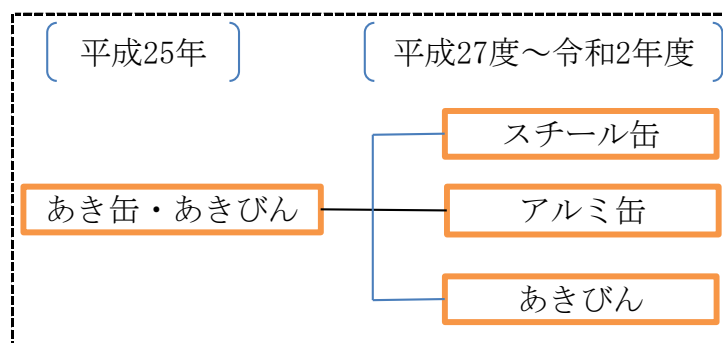 平成25年
平成27度～令和2年度
スチール缶
あき缶・あきびん
アルミ缶
あきびん